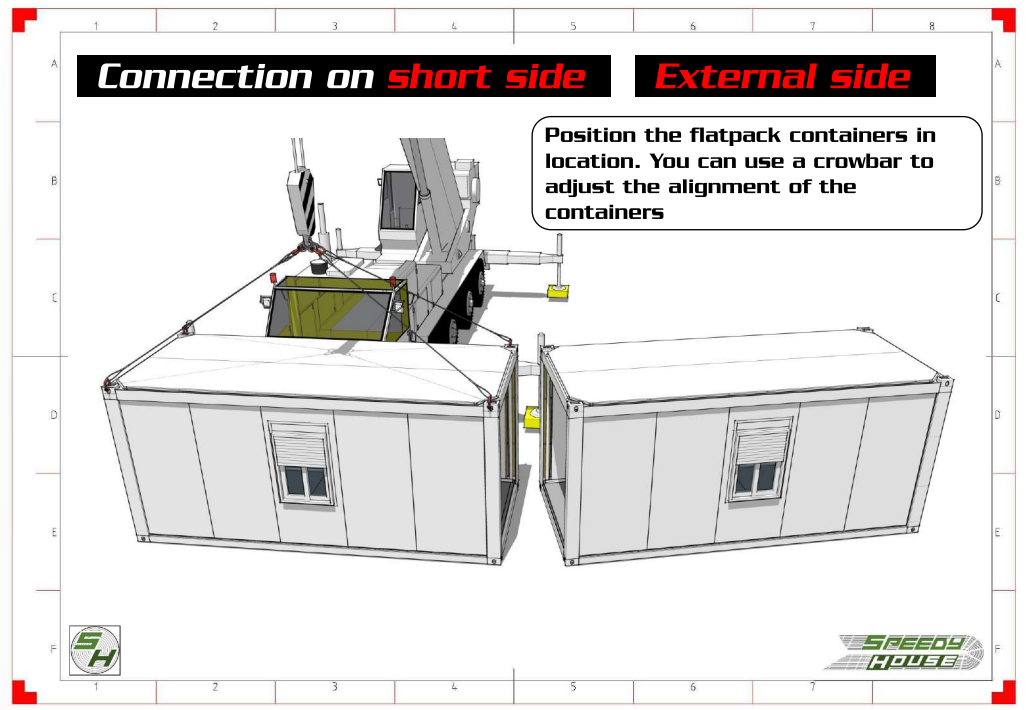 1 2 3 4 5 6 7 8
A A
Connection on short side External side
Position the flatpack containers in
location. You can use a crowbar to
adjust the alignment of the
containers
B B
C C
D D
E E
F F
SH
SPEEDY
HOUSE
1 2 3 4 5 6 7